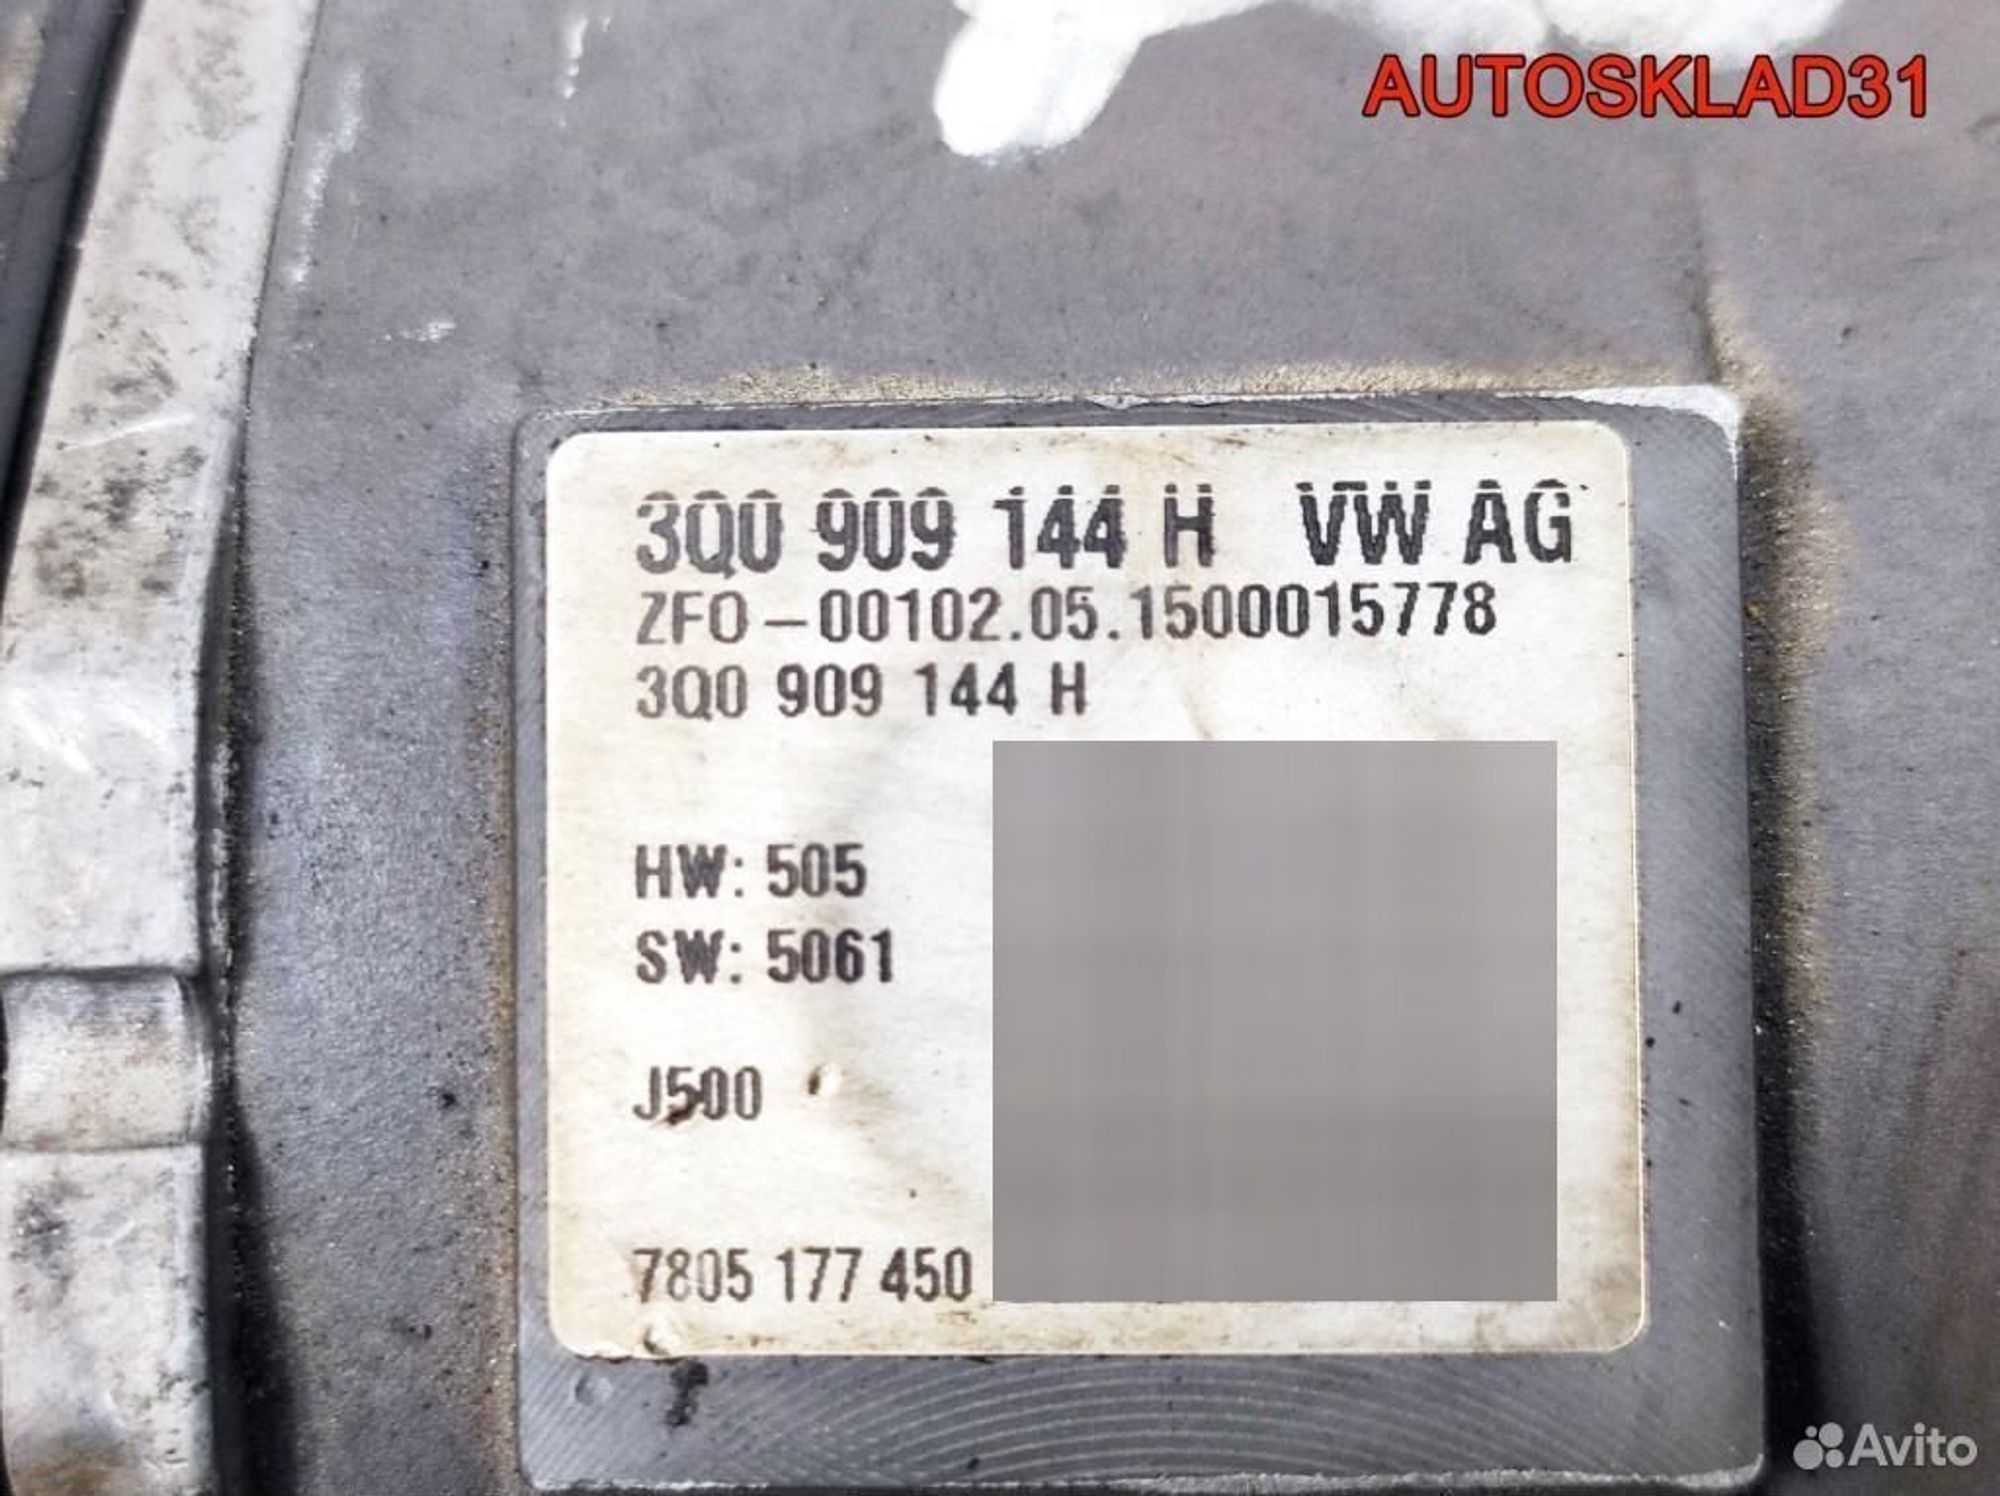 AUTOSKLAD31
3Q0 909 144 H VW AG
ZFO-00102.05.1500015778
3Q0 909 144 H
HW: 505
SW: 5061
J500
7805 177 450
Avito